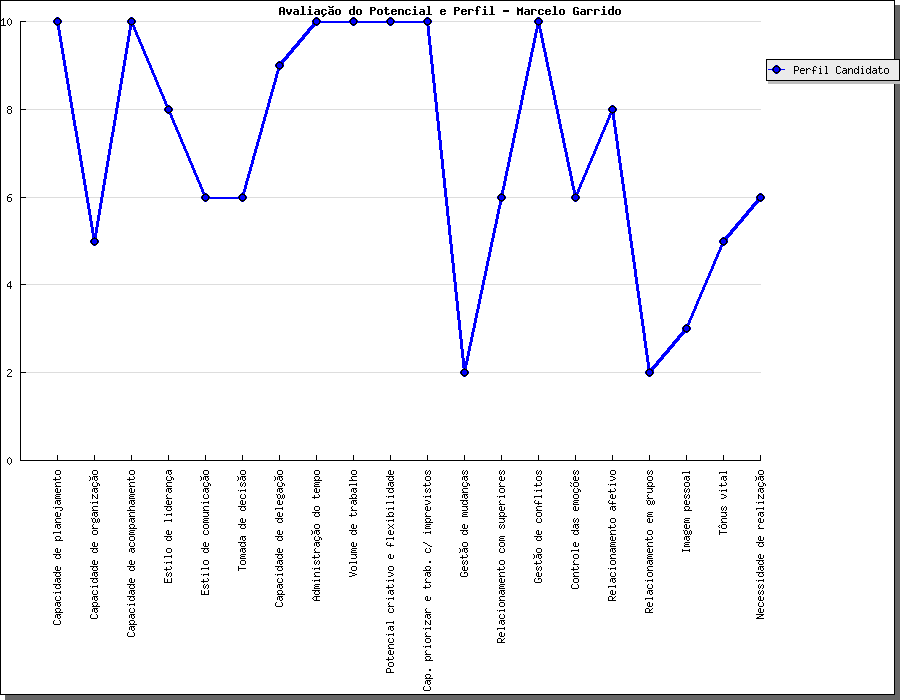 Avaliação do Potencial e Perfil - Marcelo Garrido
Perfil Candidato
10
8
6
4
2
0
Capacidade de planejamento
Capacidade de organização
Capacidade de acompanhamento
Estilo de liderança
Estilo de comunicação
Tomada de decisão
Capacidade de delegação
Administração do tempo
Volume de trabalho
Potencial criativo e flexibilidade
Cap. priorizar e trab. c/ imprevistos
Gestão de mudanças
Relacionamento com superiores
Gestão de conflitos
Controle das emoções
Relacionamento afetivo
Relacionamento em grupos
Imagem pessoal
Tônus vital
Necessidade de realização